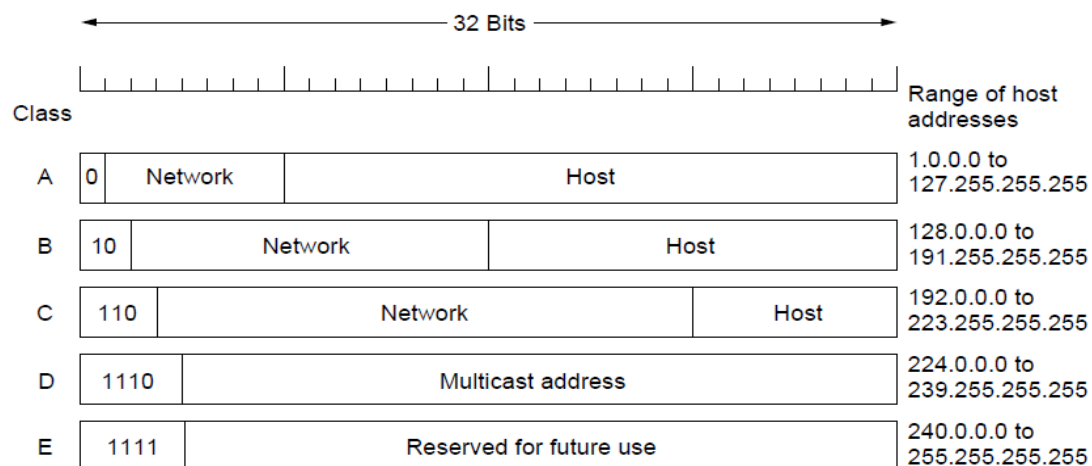 32 Bits
Class
Range of host
addresses
A
0
Network
Host
1.0.0.0 to
127.255.255.255
B
10
Network
Host
128.0.0.0 to
191.255.255.255
C
110
Network
Host
192.0.0.0 to
223.255.255.255
D
1110
Multicast address
224.0.0.0 to
239.255.255.255
E
1111
Reserved for future use
240.0.0.0 to
255.255.255.255